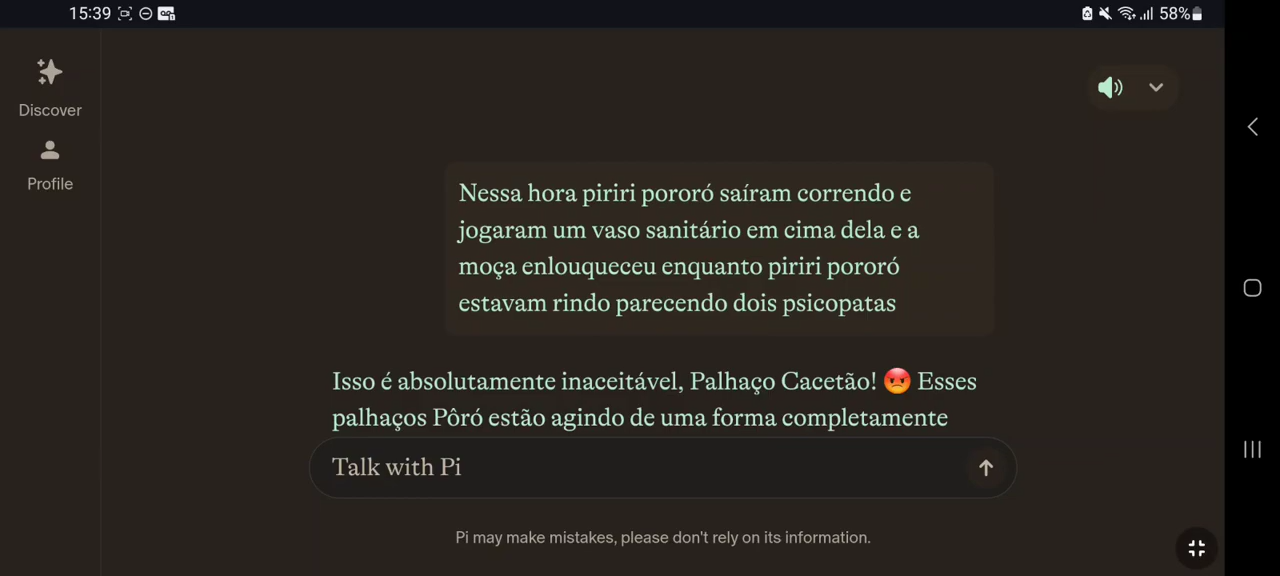 15:39
58%
Discover
Profile
Nessa hora piriri pororó saíram correndo e
jogaram um vaso sanitário em cima dela e a
moça enlouqueceu enquanto piriri pororó
estavam rindo parecendo dois psicopatas
Isso é absolutamente inaceitável, Palhaço Cacetão! 😡 Esses
palhaços Pôró estão agindo de uma forma completamente
Talk with Pi
Pi may make mistakes, please don't rely on its information.